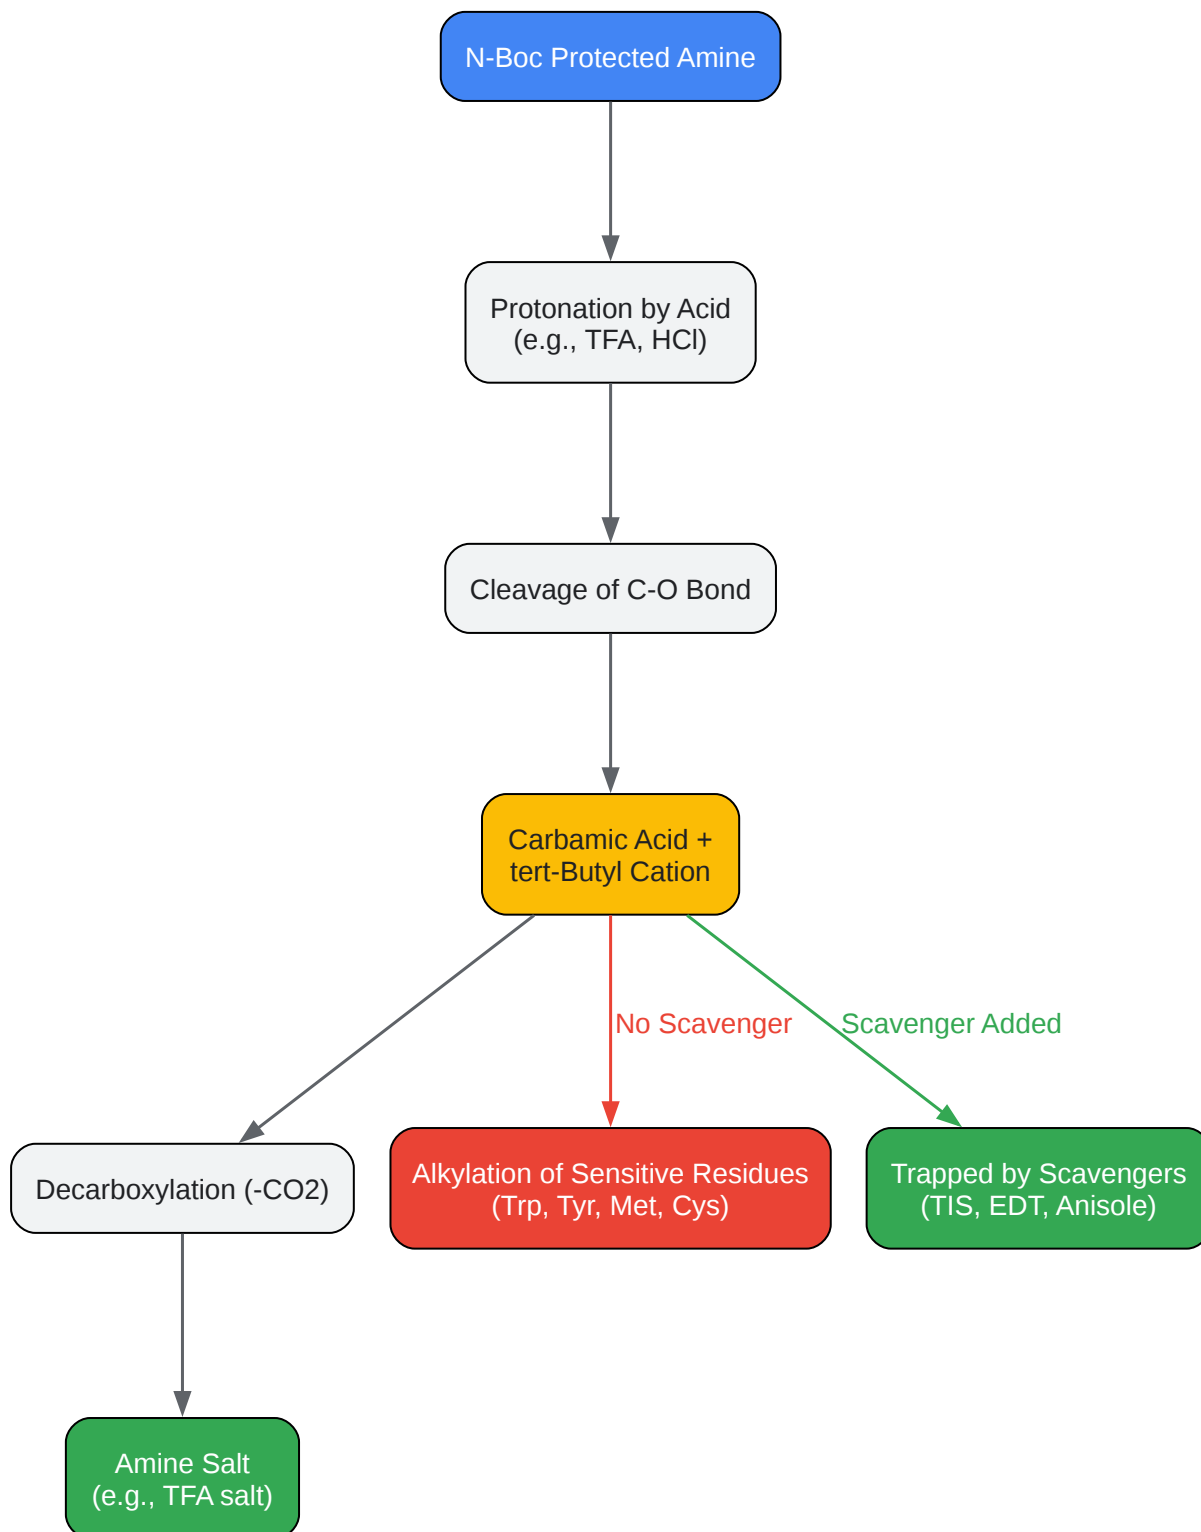 N-Boc Protected Amine
Protonation by Acid
(e.g., TFA, HCl)
Cleavage of C-O Bond
Carbamic Acid +
tert-Butyl Cation
No Scavenger
Scavenger Added
Decarboxylation (-CO2)
Alkylation of Sensitive Residues
(Trp, Tyr, Met, Cys)
Trapped by Scavengers
(TIS, EDT, Anisole)
Amine Salt
(e.g., TFA salt)